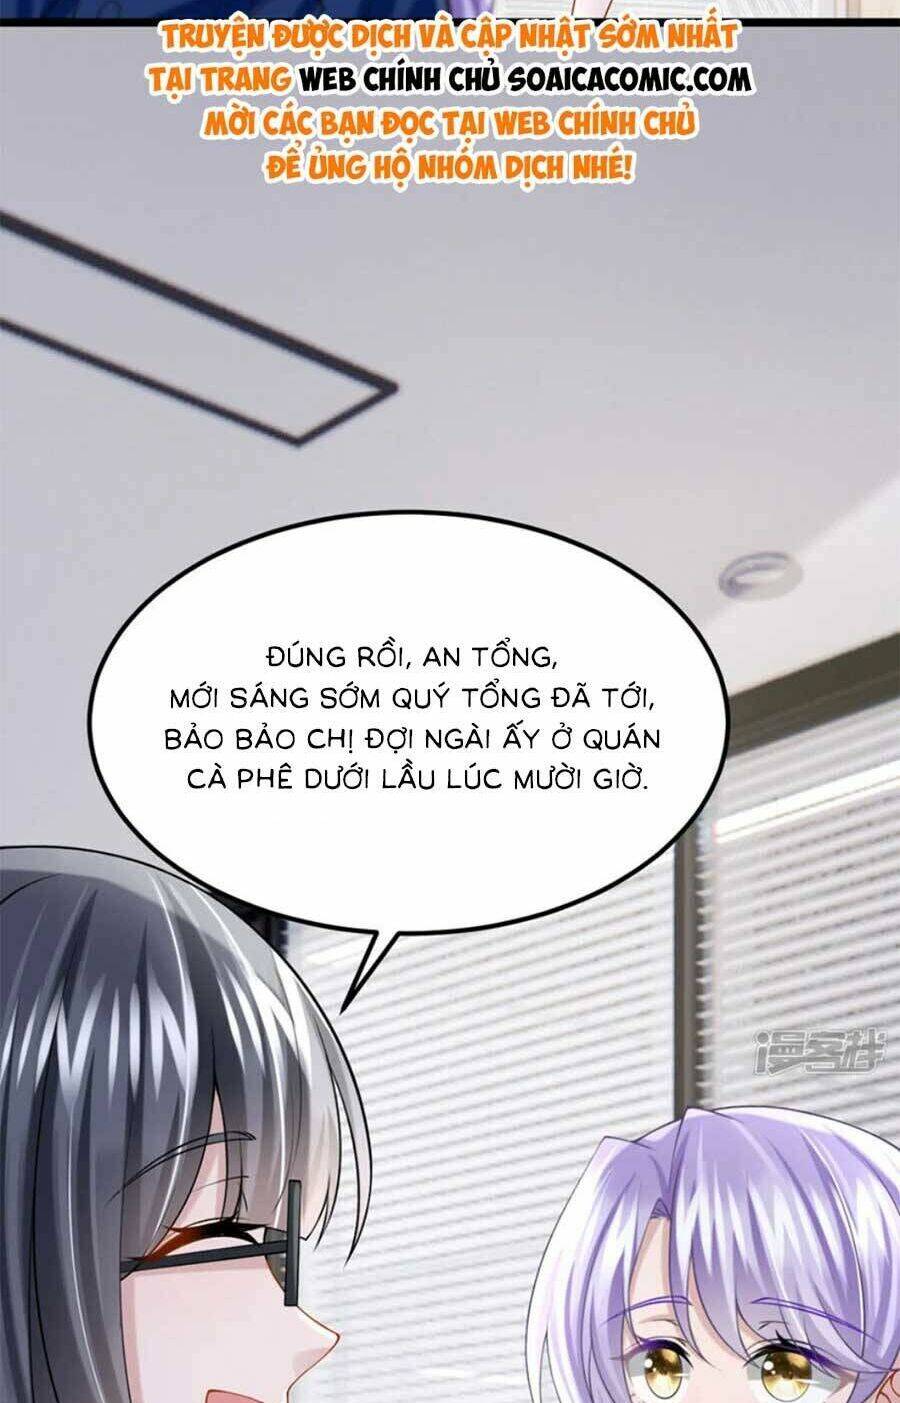 TRUYỆN ĐƯỢC DỊCH VÀ CẬP NHẬT SỚM NHẤT
TẠI TRANG WEB CHÍNH CHỦ SOAICACOMIC.COM
MỜI CÁC BẠN ĐỌC TẠI WEB CHÍNH CHỦ
ĐỂ ỦNG HỘ NHÓM DỊCH NHÉ!
ĐÚNG RỒI, AN TỔNG,
MỚI SÁNG SỚM QUÝ TỔNG ĐÃ TỚI,
BẢO BẢO CHỊ ĐỢI NGÀI ẤY Ở QUÁN
CÀ PHÊ DƯỚI LẦU LÚC MƯỜI GIỜ.
漫客栈